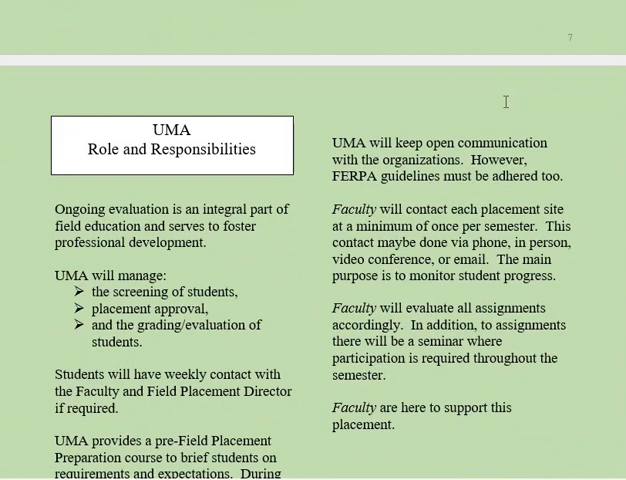 7
UMA
Role and Responsibilities
Ongoing evaluation is an integral part of
field education and serves to foster
professional development.
UMA will manage:
➢ the screening of students,
➢ placement approval,
➢ and the grading/evaluation of
students.
Students will have weekly contact with
the Faculty and Field Placement Director
if required.
UMA provides a pre-Field Placement
Preparation course to brief students on
requirements and expectations.  During
UMA will keep open communication
with the organizations.  However,
FERPA guidelines must be adhered too.
Faculty will contact each placement site
at a minimum of once per semester.  This
contact maybe done via phone, in person,
video conference, or email.  The main
purpose is to monitor student progress.
Faculty will evaluate all assignments
accordingly.  In addition, to assignments
there will be a seminar where
participation is required throughout the
semester.
Faculty are here to support this
placement.